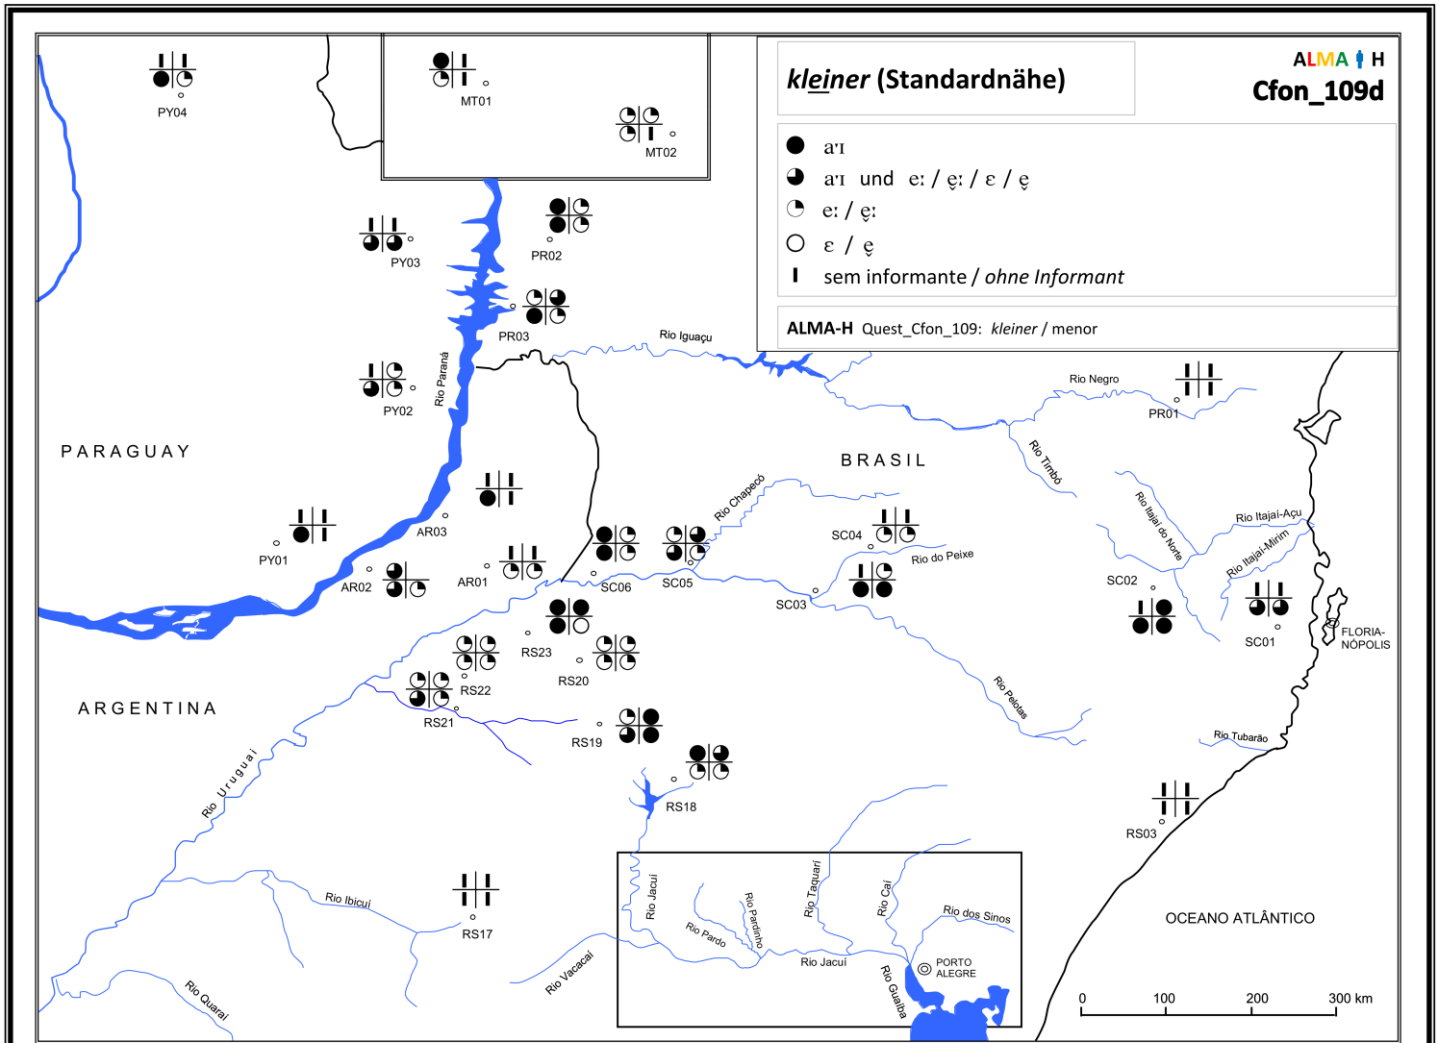 kleiner (Standardnähe)
ALMA H
Cfon_109d
aˑɪ
aˑɪ und eː / ẹ̌ː / ɛ / ẹ̌
eː / ẹ̌ː
ɛ / ẹ̌
sem informante / ohne Informant
ALMA-H Quest_Cfon_109: kleiner / menor
PY04
MT01
MT02
PY03
PR02
PR03
Rio Iguaçu
PY02
Rio Paraná
Rio Negro
PR01
PARAGUAY
BRASIL
Rio Timbó
Rio Chapecó
Rio Itajaí do Norte
Rio Itajaí-Açu
Rio Itajaí-Mirim
AR03
PY01
SC04
Rio do Peixe
AR02
AR01
SC06
SC05
SC03
SC02
SC01
FLORIA-
NÓPOLIS
RS23
RS20
RS22
RS21
ARGENTINA
Rio Pelotas
RS19
Rio Tubarão
Rio Uruguai
RS18
RS03
Rio Ibicuí
RS17
Rio Jacuí
Rio Pardo
Rio Pardinho
Rio Taquarí
Rio Caí
Rio dos Sinos
OCEANO ATLÂNTICO
Rio Vacacaí
Rio Jacuí
PORTO
ALEGRE
Rio Guaíba
Rio Quaraí
0 100 200 300 km